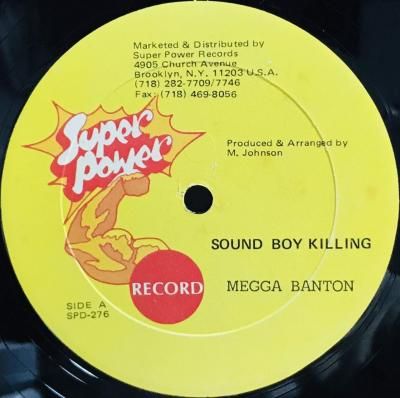 Marketed & Distributed by
Super Power Records
4905 Church Avenue
Brooklyn, N.Y. 11203 U.S.A.
(718) 282-7709/7746
Fax: (718) 469-8056
Super
Power
Produced & Arranged by
M. Johnson
SOUND BOY KILLING
RECORD
MEGGA BANTON
SIDE A
SPD-276